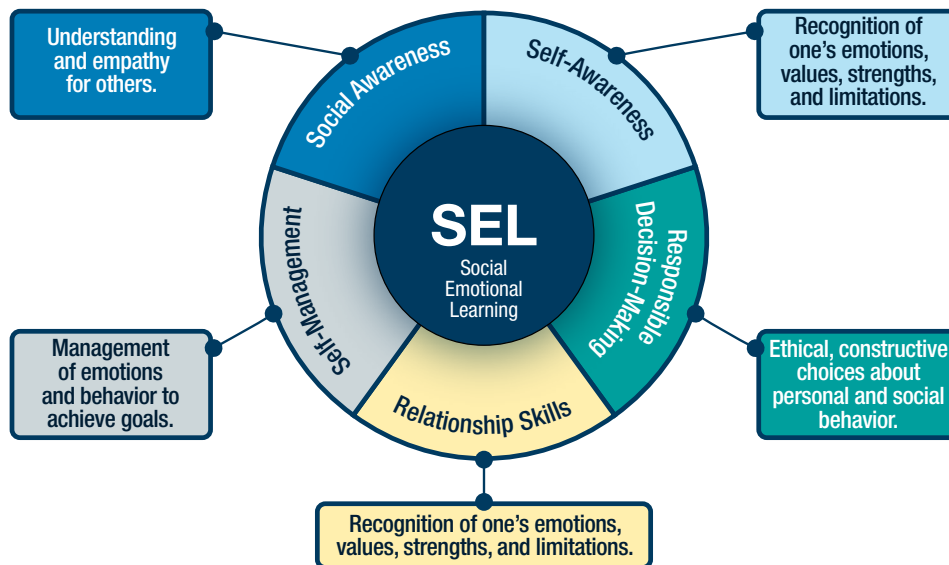 Understanding
and empathy
for others.
Social Awareness
Self-Awareness
Recognition of
one's emotions,
values, strengths,
and limitations.
SEL
Social
Emotional
Learning
Self-Management
Responsible
Decision-Making
Management
of emotions
and behavior to
achieve goals.
Ethical, constructive
choices about
personal and social
behavior.
Relationship Skills
Recognition of one's emotions,
values, strengths, and limitations.